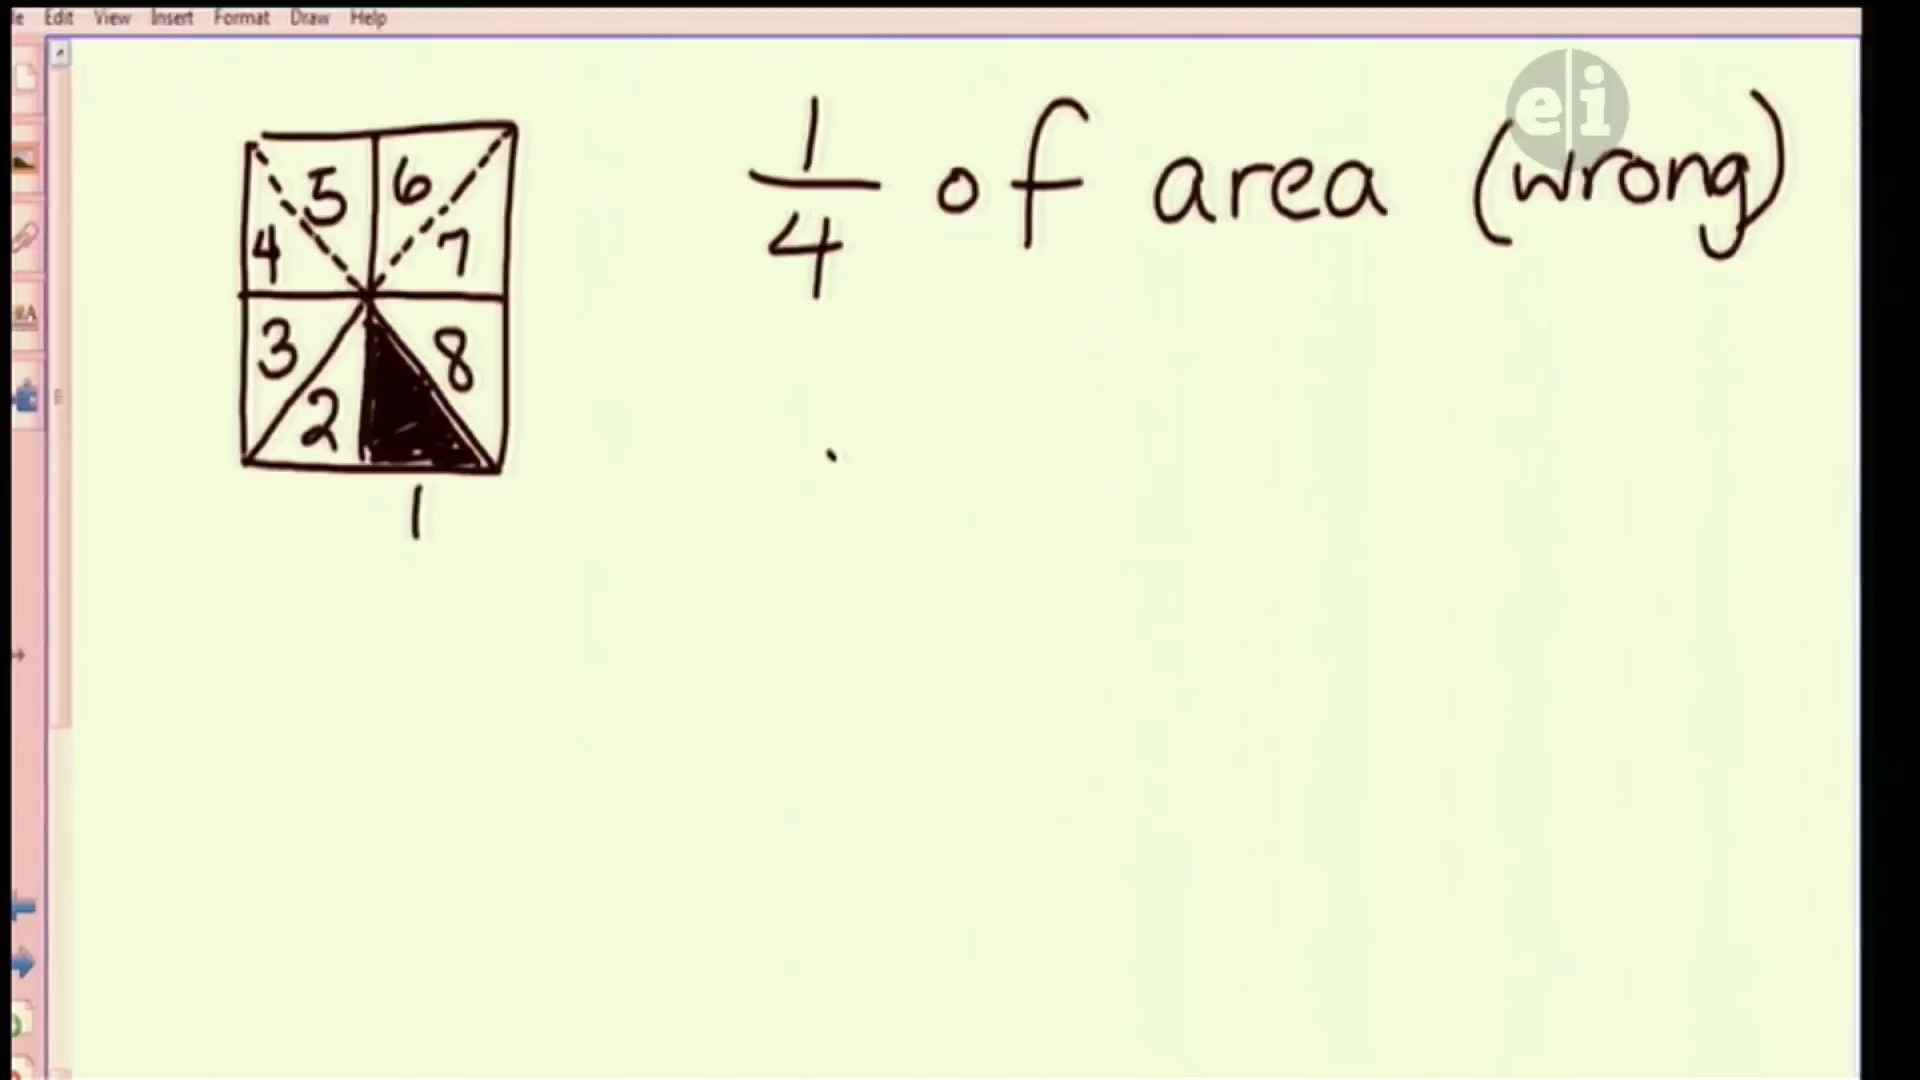 Edit View Insert Format Draw Help
ei
1/4 of area (wrong)
5 6
4 7
3 8
2
1